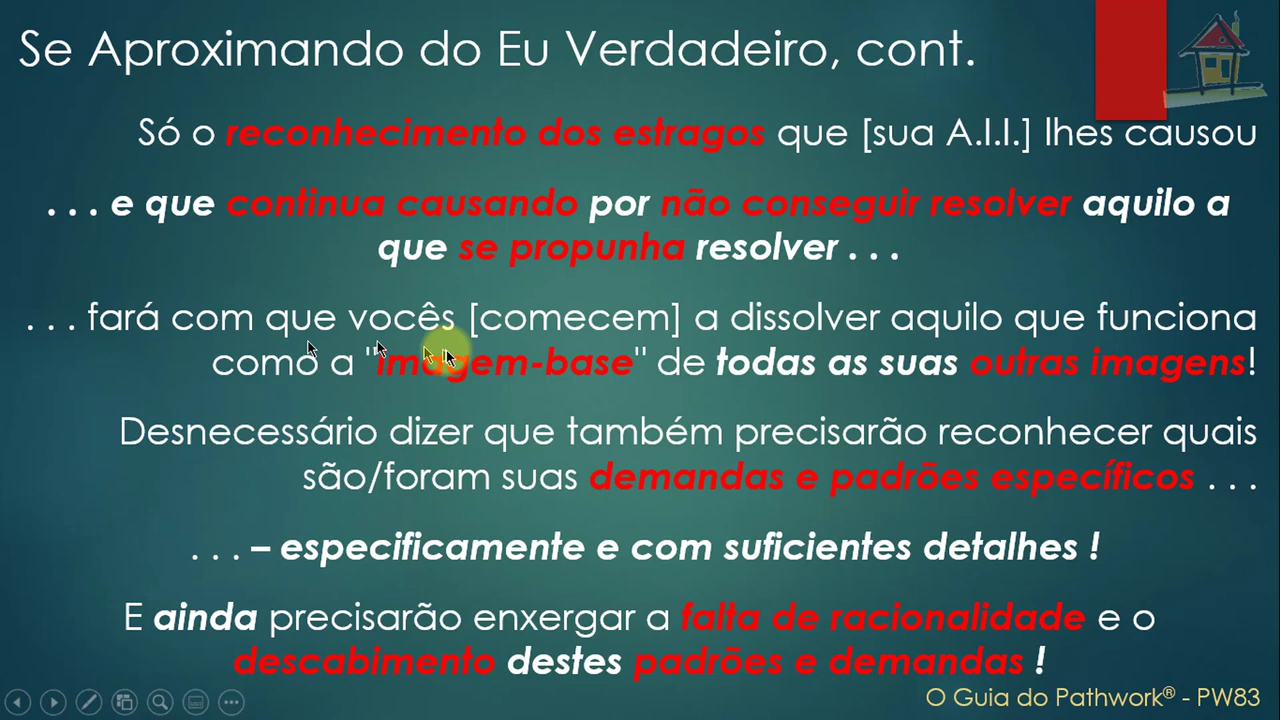 Se Aproximando do Eu Verdadeiro, cont.
Só o reconhecimento dos estragos que [sua A.I.I.] lhes causou
. . . e que continua causando por não conseguir resolver aquilo a
que se propunha resolver . . .
. . . fará com que vocês [comecem] a dissolver aquilo que funciona
como a "imagem-base" de todas as suas outras imagens!
Desnecessário dizer que também precisarão reconhecer quais
são/foram suas demandas e padrões específicos . . .
. . . – especificamente e com suficientes detalhes !
E ainda precisarão enxergar a falta de racionalidade e o
descabimento destes padrões e demandas !
O Guia do Pathwork® - PW83